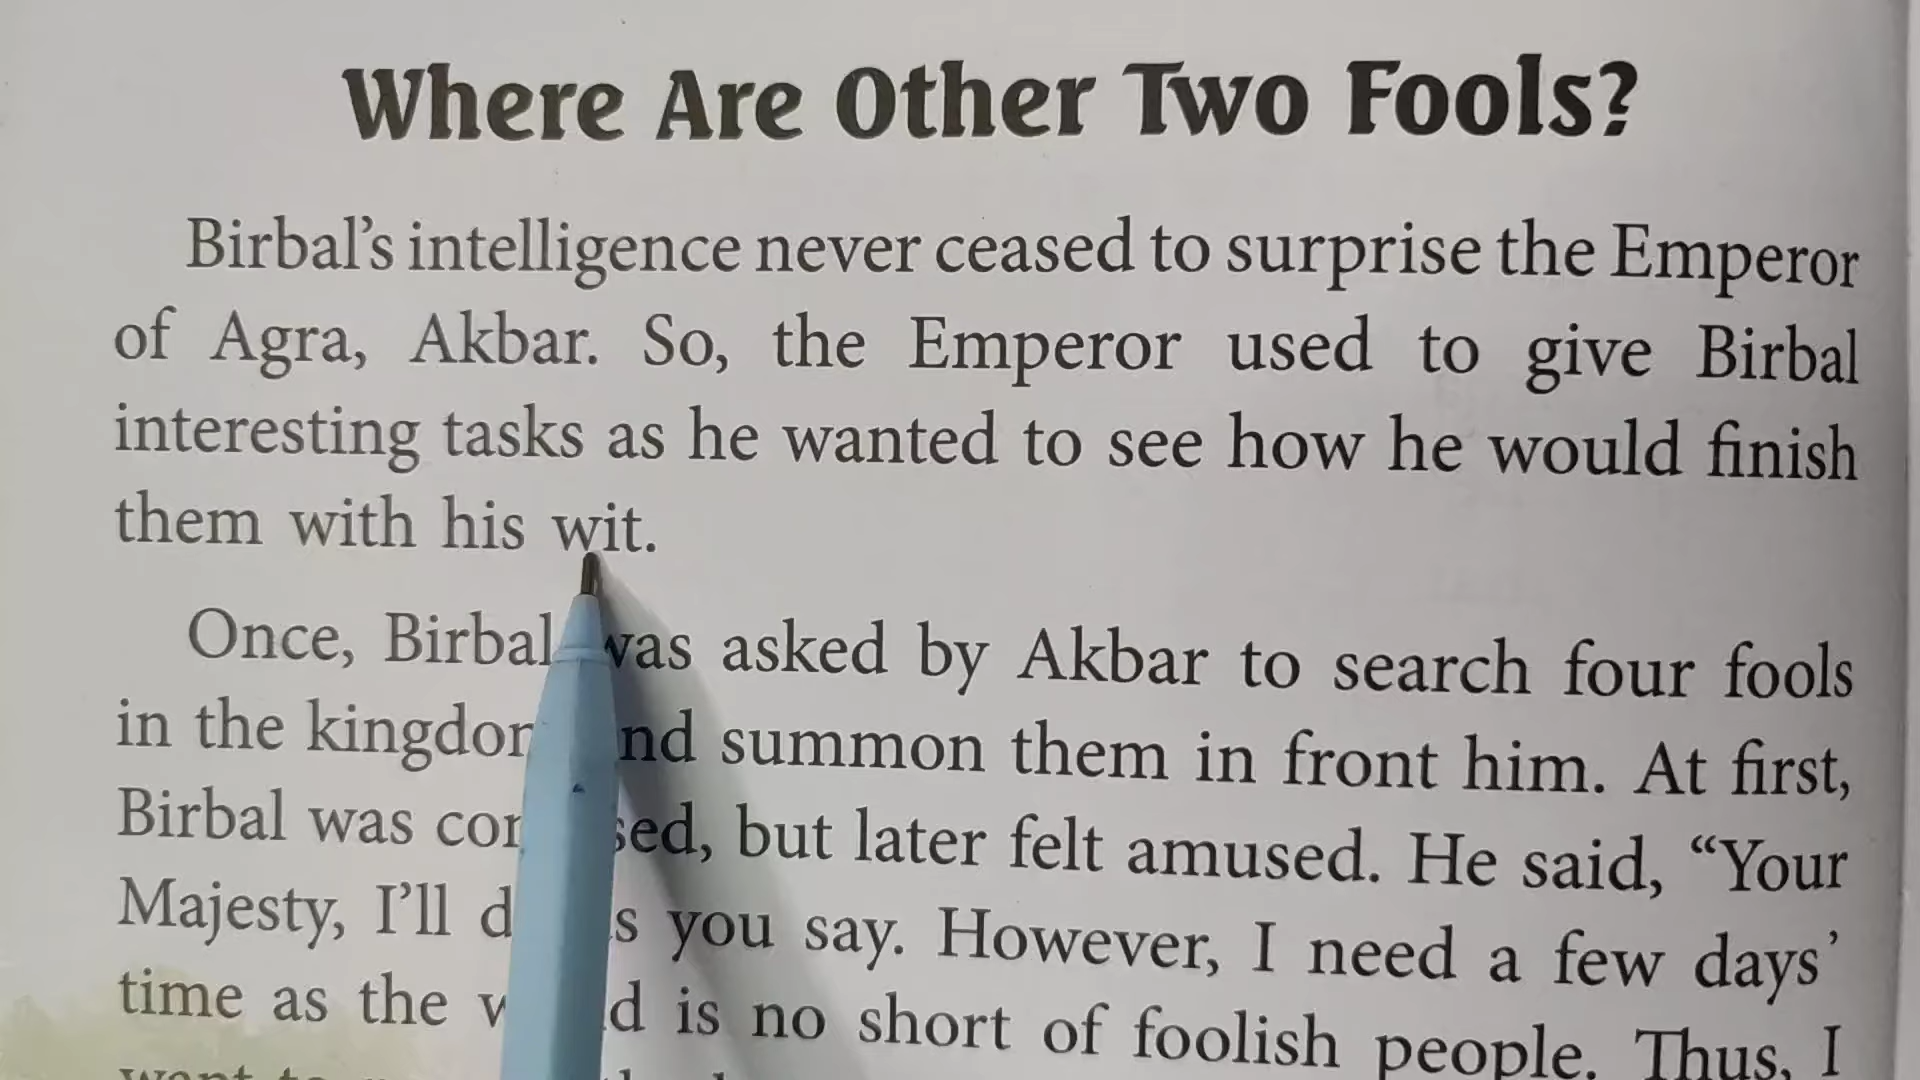 Where Are Other Two Fools?
Birbal's intelligence never ceased to surprise the Emperor
of Agra, Akbar. So, the Emperor used to give Birbal
interesting tasks as he wanted to see how he would finish
them with his wit.
Once, Birbal was asked by Akbar to search four fools
in the kingdom and summon them in front him. At first,
Birbal was confused, but later felt amused. He said, “Your
Majesty, I'll do as you say. However, I need a few days’
time as the world is no short of foolish people. Thus, I